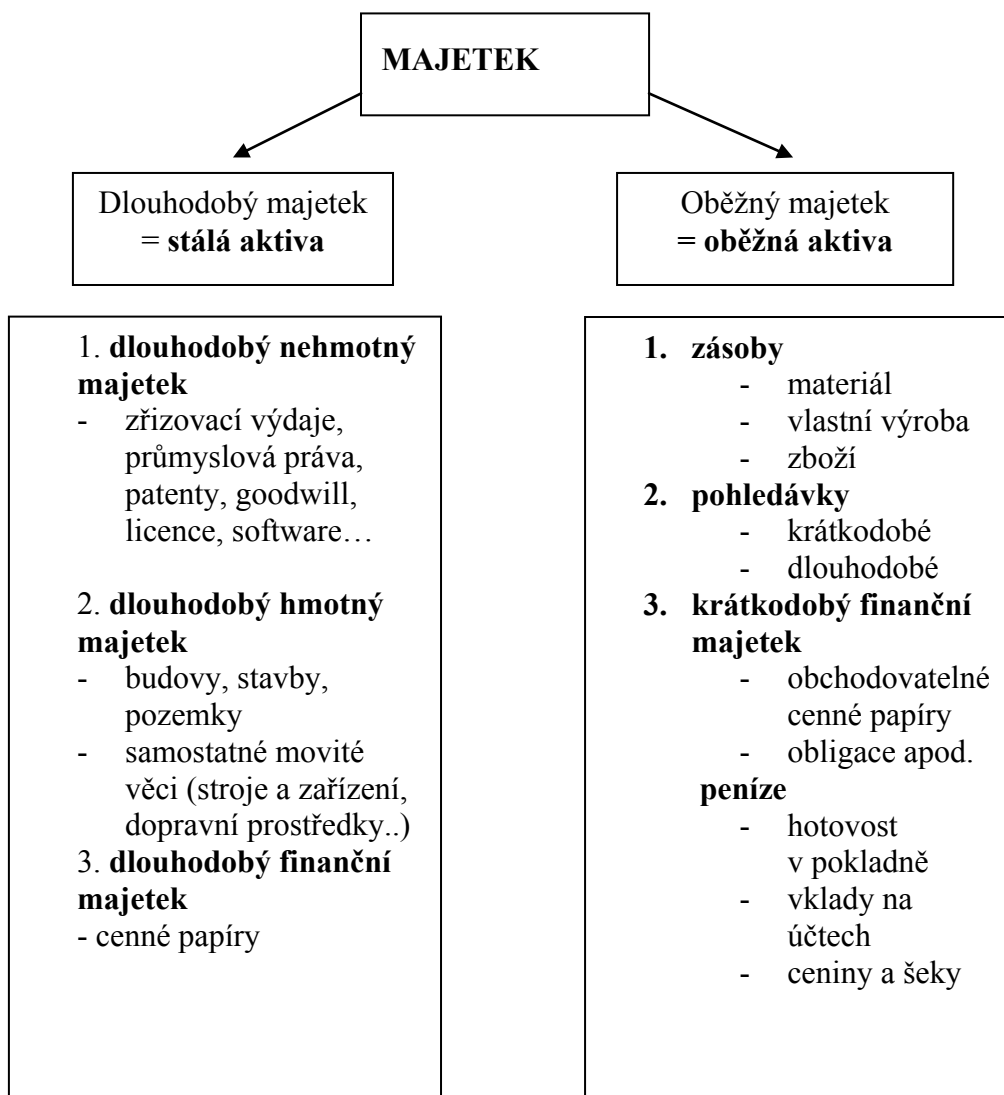 MAJETEK
Dlouhodobý majetek
= stálá aktiva
Oběžný majetek
= oběžná aktiva
1. dlouhodobý nehmotný
majetek
- zřizovací výdaje,
průmyslová práva,
patenty, goodwill,
licence, software…
2. dlouhodobý hmotný
majetek
- budovy, stavby,
pozemky
- samostatné movité
věci (stroje a zařízení,
dopravní prostředky..)
3. dlouhodobý finanční
majetek
- cenné papíry
1. zásoby
- materiál
- vlastní výroba
- zboží
2. pohledávky
- krátkodobé
- dlouhodobé
3. krátkodobý finanční
majetek
- obchodovatelné
cenné papíry
- obligace apod.
peníze
- hotovost
v pokladně
- vklady na
účtech
- ceniny a šeky